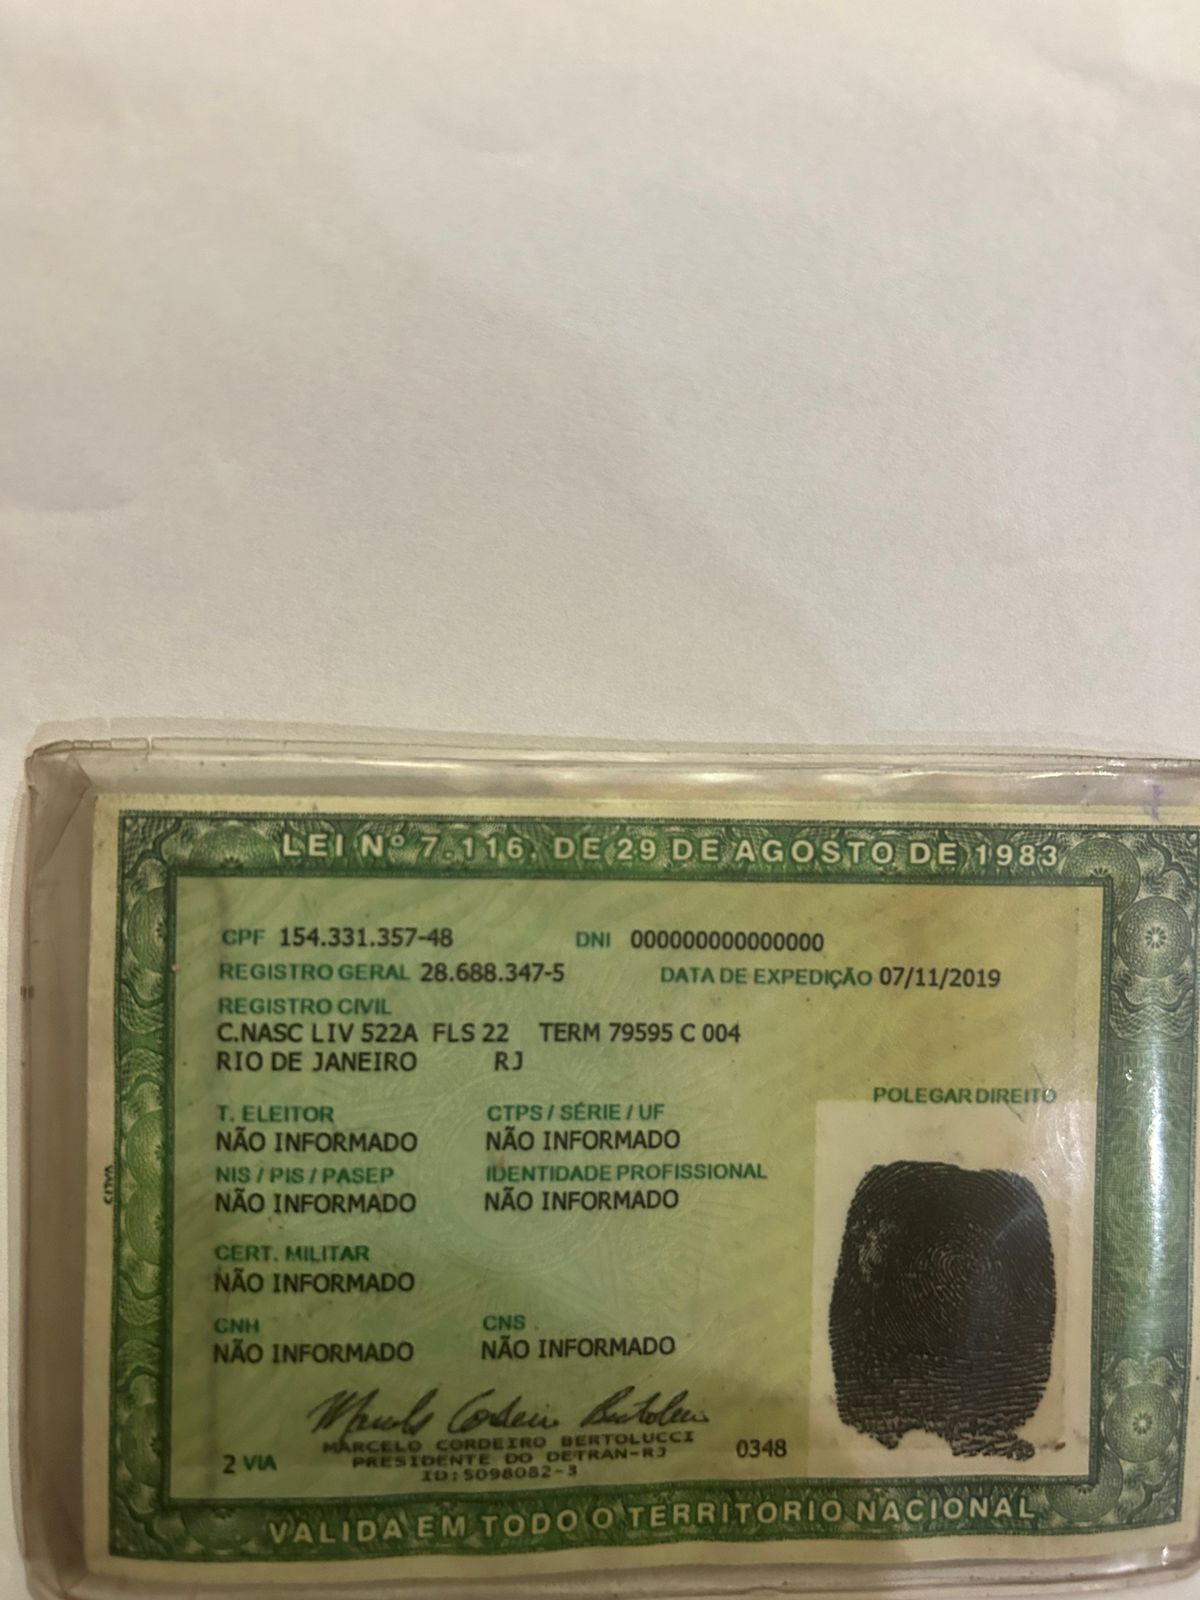 LEI Nº 7.116, DE 29 DE AGOSTO DE 1983
CPF 154.331.357-48 DNI 000000000000000
REGISTRO GERAL 28.688.347-5 DATA DE EXPEDIÇÃO 07/11/2019
REGISTRO CIVIL
C.NASC LIV 522A FLS 22 TERM 79595 C 004
RIO DE JANEIRO RJ
POLEGAR DIREITO
T. ELEITOR CTPS / SÉRIE / UF
NÃO INFORMADO NÃO INFORMADO
NIS / PIS / PASEP IDENTIDADE PROFISSIONAL
NÃO INFORMADO NÃO INFORMADO
CERT. MILITAR
NÃO INFORMADO
CNH CNS
NÃO INFORMADO NÃO INFORMADO
Marcelo Cordeiro Bertolucci
MARCELO CORDEIRO BERTOLUCCI
PRESIDENTE DO DETRAN-RJ
ID:5098082-3
2 VIA 0348
VALIDA EM TODO O TERRITORIO NACIONAL